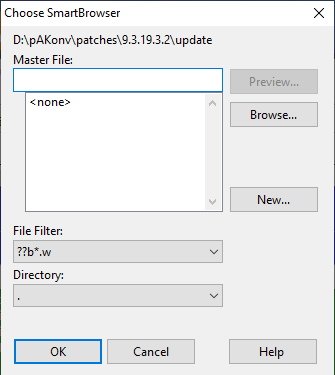 Choose SmartBrowser
D:\pAKonv\patches\9.3.19.3.2\update
Master File:
Preview...
<none>
Browse...
New...
File Filter:
??b*.w
Directory:
.
OK
Cancel
Help